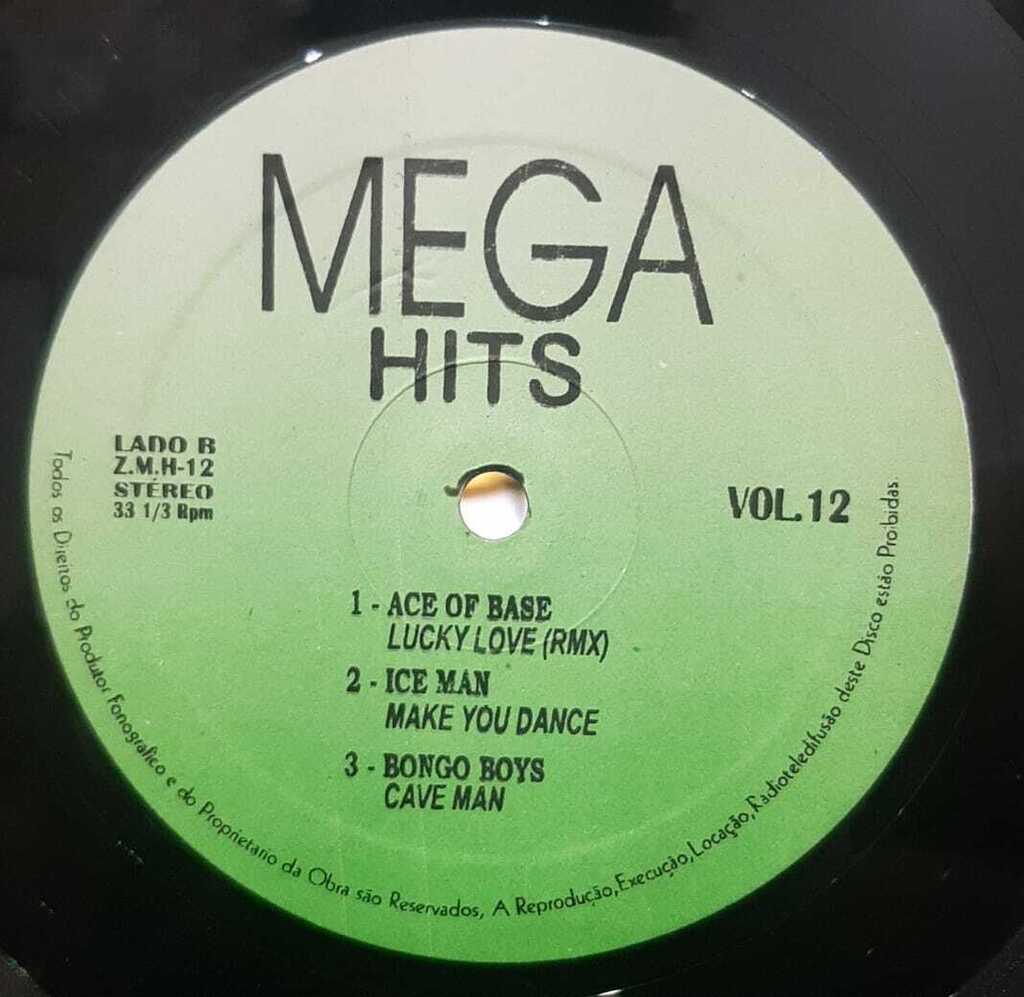 MEGA
HITS
LADO B
Z.M.H-12
STÉREO
33 1/3 Rpm
VOL.12
1 - ACE OF BASE
LUCKY LOVE (RMX)
2 - ICE MAN
MAKE YOU DANCE
3 - BONGO BOYS
CAVE MAN
Todos os Direitos do Produtor Fonografico e do Proprietario da Obra são Reservados, A Reprodução,Execução,Locação,Radioteledifusão deste Disco estão Proibidas.